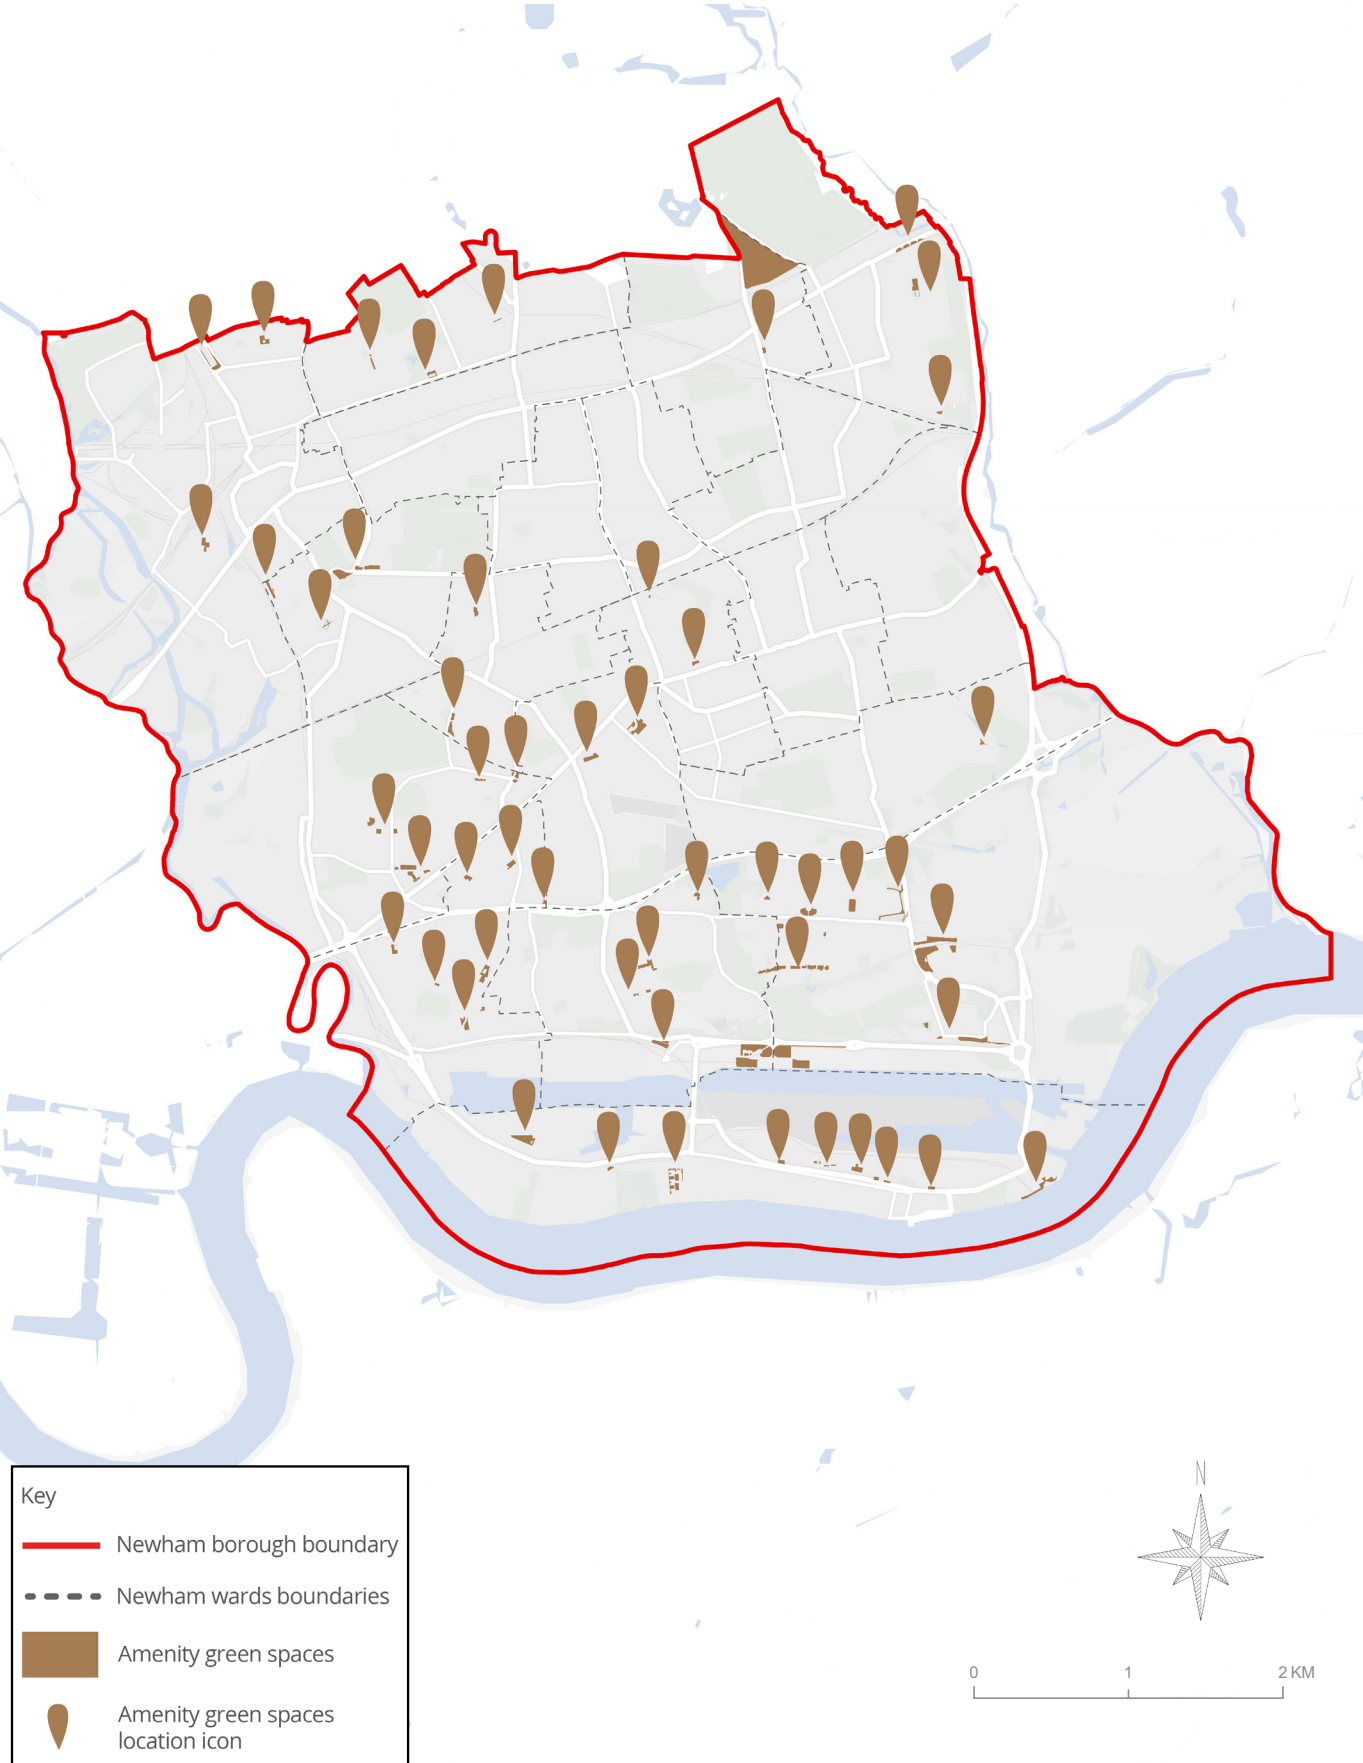 Key
Newham borough boundary
Newham wards boundaries
Amenity green spaces
Amenity green spaces
location icon
N
0 1 2 KM